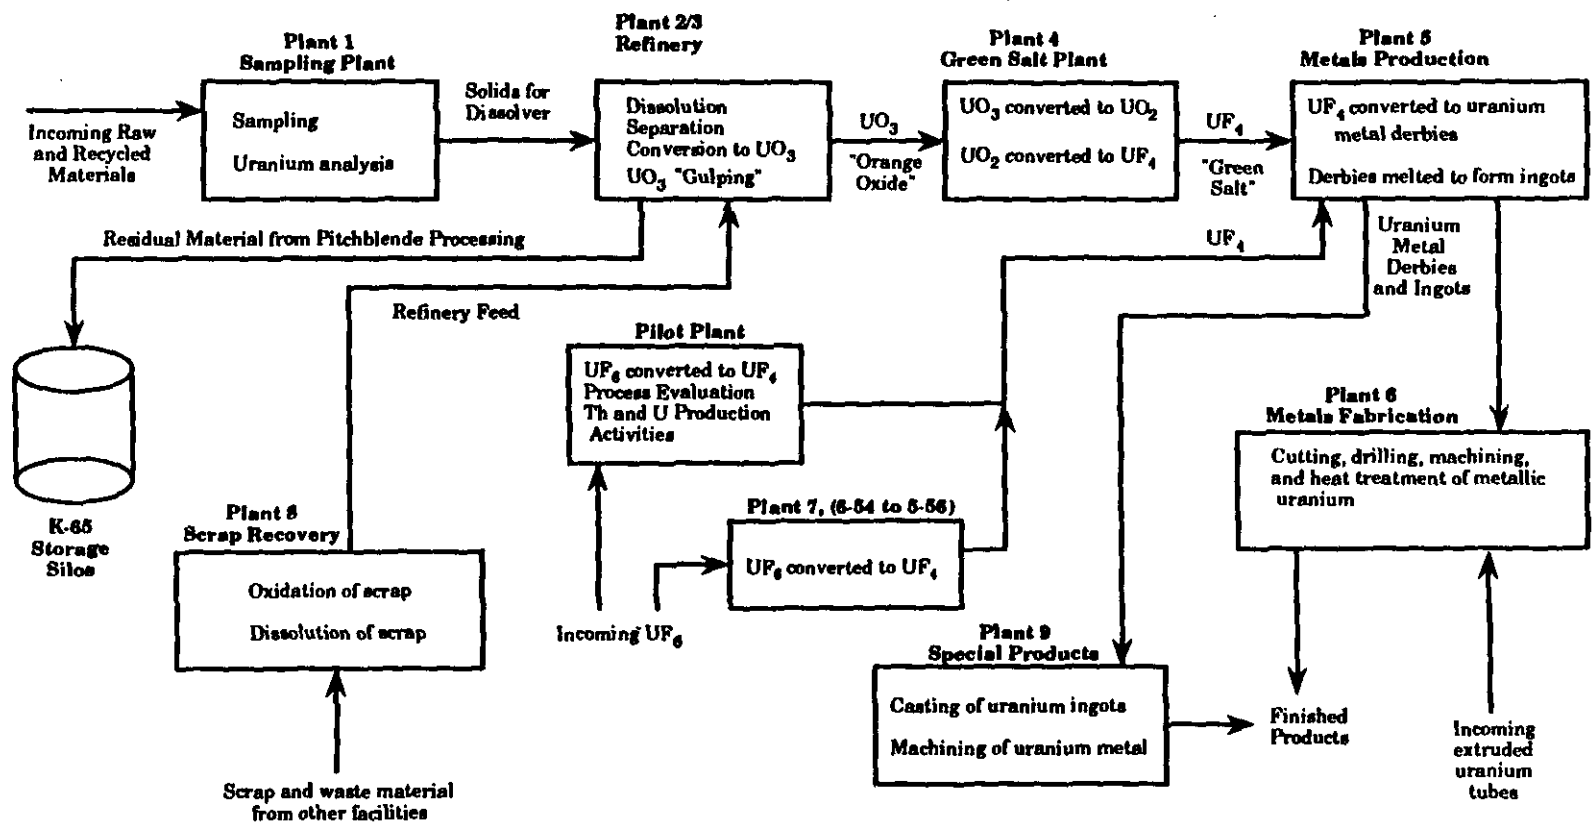 Plant 1
Sampling Plant
Sampling
Uranium analysis
Incoming Raw
and Recycled
Materials
Solids for
Dissolver
Plant 2/3
Refinery
Dissolution
Separation
Conversion to UO₃
UO₃ "Gulping"
UO₃
"Orange
Oxide"
Plant 4
Green Salt Plant
UO₃ converted to UO₂
UO₂ converted to UF₄
UF₄
"Green
Salt"
Plant 5
Metals Production
UF₄ converted to uranium
metal derbies
Derbies melted to form ingots
Residual Material from Pitchblende Processing
Refinery Feed
UF₄
Uranium
Metal
Derbies
and Ingots
K-65
Storage
Silos
Pilot Plant
UF₆ converted to UF₄
Process Evaluation
Th and U Production
Activities
Plant 6
Metals Fabrication
Cutting, drilling, machining,
and heat treatment of metallic
uranium
Plant 8
Scrap Recovery
Oxidation of scrap
Dissolution of scrap
Plant 7, (6-54 to 5-56)
UF₆ converted to UF₄
Incoming UF₆
Plant 9
Special Products
Casting of uranium ingots
Machining of uranium metal
Finished
Products
Incoming
extruded
uranium
tubes
Scrap and waste material
from other facilities